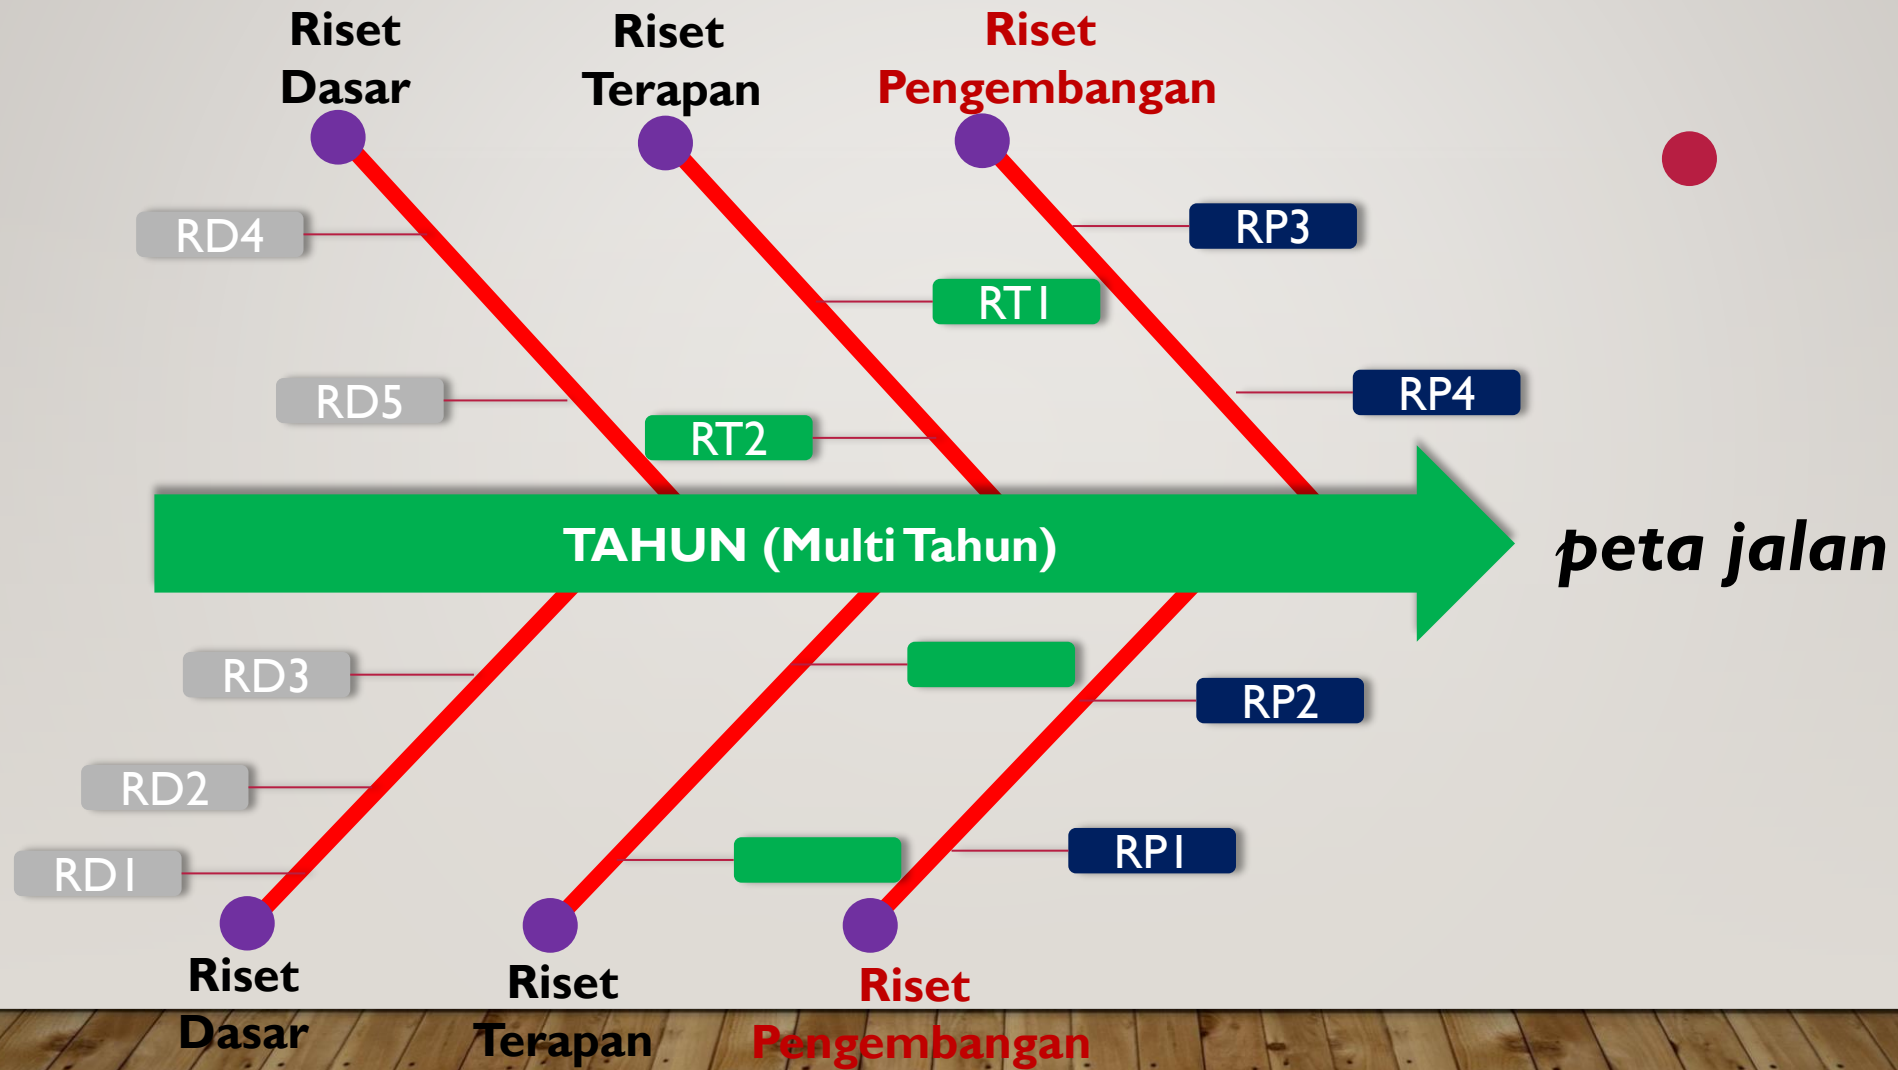 Riset
Dasar
Riset
Terapan
Riset
Pengembangan
RD4
RP3
RT1
RD5
RP4
RT2
TAHUN (Multi Tahun)
peta jalan
RD3
RP2
RD2
RP1
RD1
Riset
Dasar
Riset
Terapan
Riset
Pengembangan